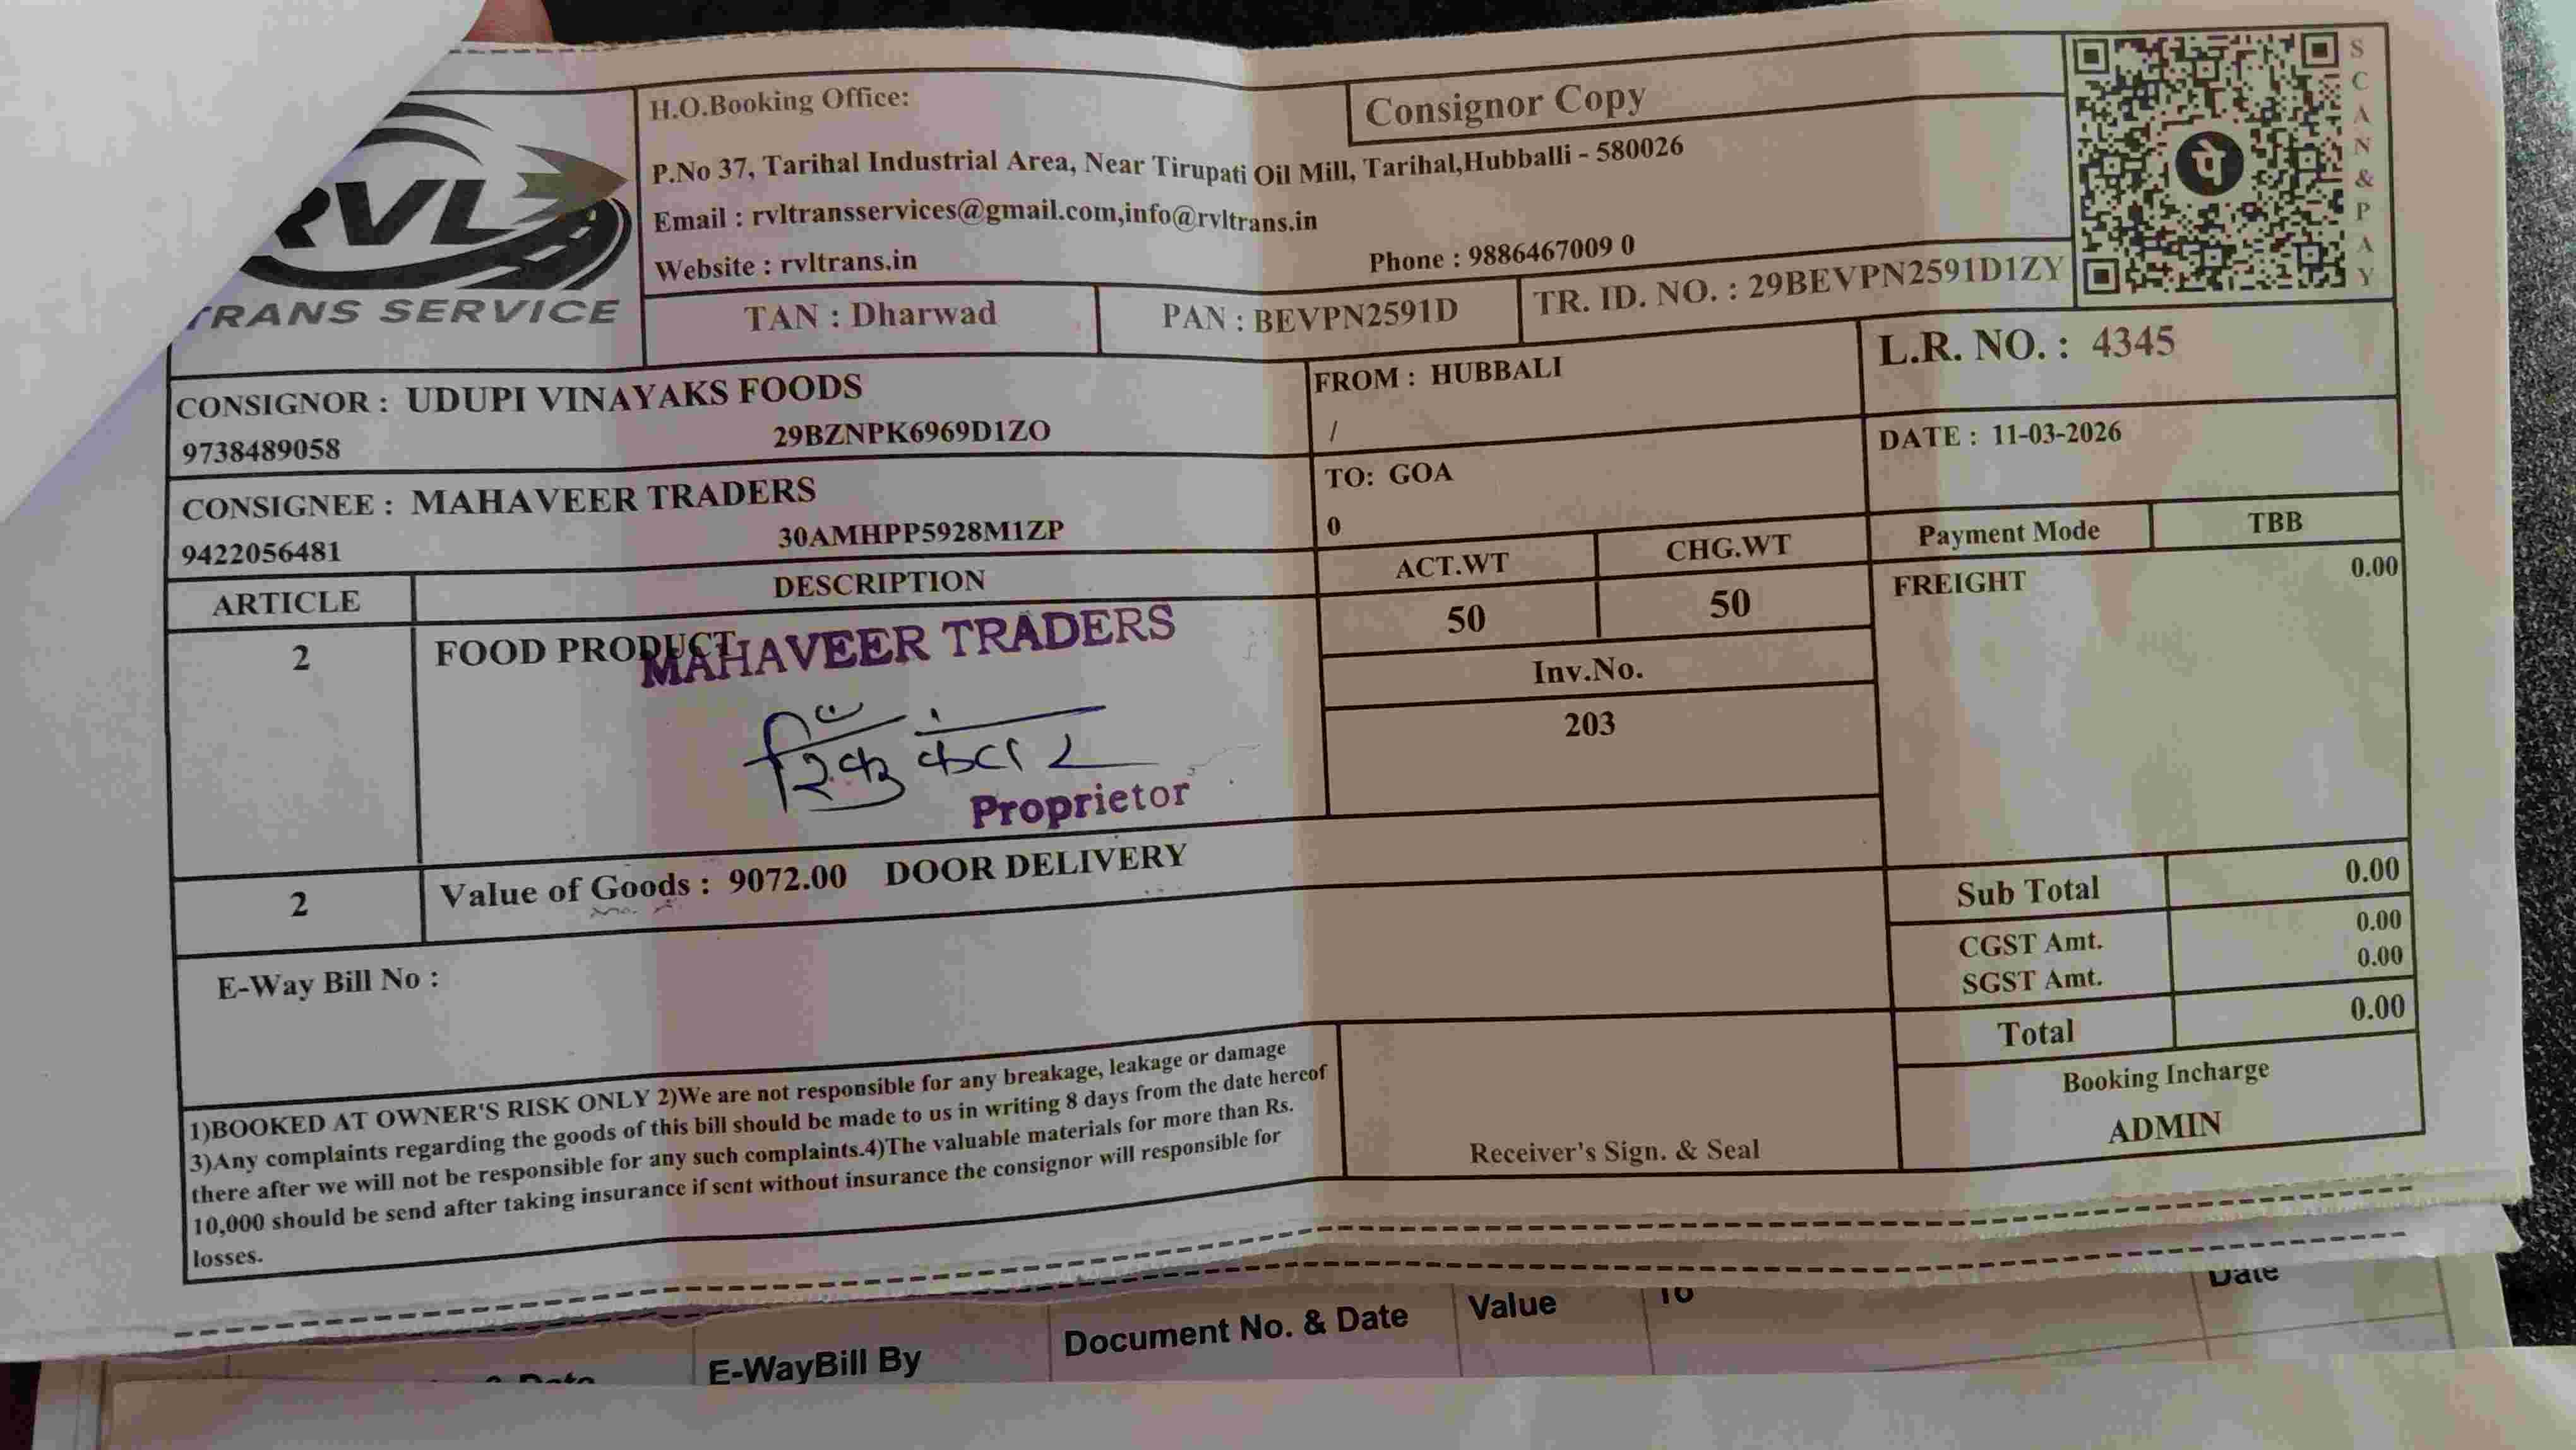 H.O.Booking Office:
Consignor Copy
P.No 37, Tarihal Industrial Area, Near Tirupati Oil Mill, Tarihal,Hubballi - 580026
Email : rvltransservices@gmail.com,info@rvltrans.in
Website : rvltrans.in
Phone : 9886467009 0
SCAN&PAY
पे
RVL
TRANS SERVICE
TAN : Dharwad
PAN : BEVPN2591D
TR. ID. NO. : 29BEVPN2591D1ZY
CONSIGNOR : UDUPI VINAYAKS FOODS
9738489058 29BZNPK6969D1ZO
FROM : HUBBALI
/
L.R. NO. : 4345
CONSIGNEE : MAHAVEER TRADERS
9422056481 30AMHPP5928M1ZP
TO: GOA
0
DATE : 11-03-2026
Payment Mode TBB
ARTICLE DESCRIPTION ACT.WT CHG.WT
2 FOOD PRODUCT 50 50
FREIGHT 0.00
MAHAVEER TRADERS
Proprietor
Inv.No.
203
2 Value of Goods : 9072.00 DOOR DELIVERY
Sub Total 0.00
CGST Amt. 0.00
SGST Amt. 0.00
Total 0.00
E-Way Bill No :
1)BOOKED AT OWNER'S RISK ONLY 2)We are not responsible for any breakage, leakage or damage
3)Any complaints regarding the goods of this bill should be made to us in writing 8 days from the date hereof
there after we will not be responsible for any such complaints.4)The valuable materials for more than Rs.
10,000 should be send after taking insurance if sent without insurance the consignor will responsible for
losses.
Receiver's Sign. & Seal
Booking Incharge
ADMIN
E-WayBill By
Document No. & Date
Value
To
Date